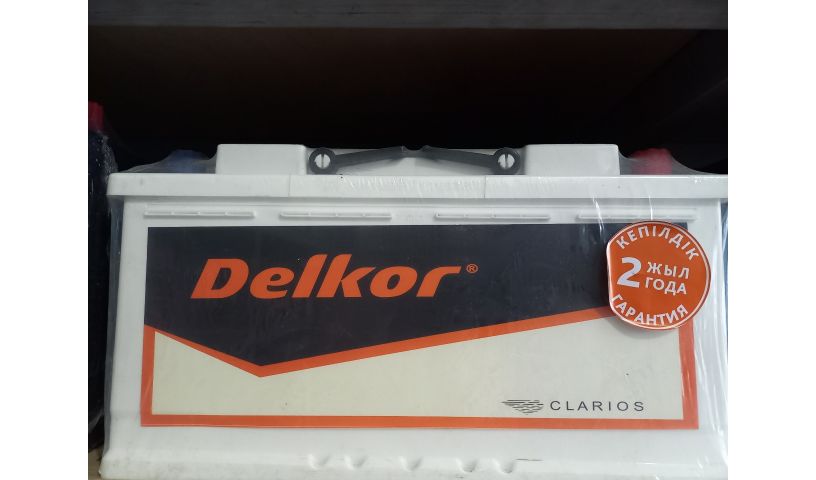 Delkor®
КЕПІЛДІК
2 ЖЫЛ
ГОДА
ГАРАНТИЯ
CLARIOS